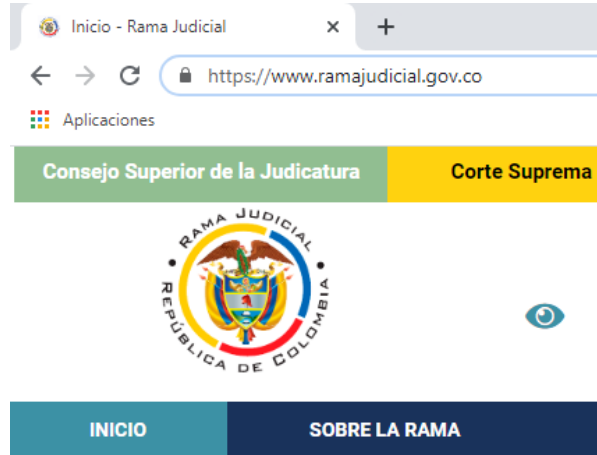 Inicio - Rama Judicial
https://www.ramajudicial.gov.co
Aplicaciones
Consejo Superior de la Judicatura Corte Suprema
RAMA JUDICIAL
REPÚBLICA DE COLOMBIA
INICIO SOBRE LA RAMA